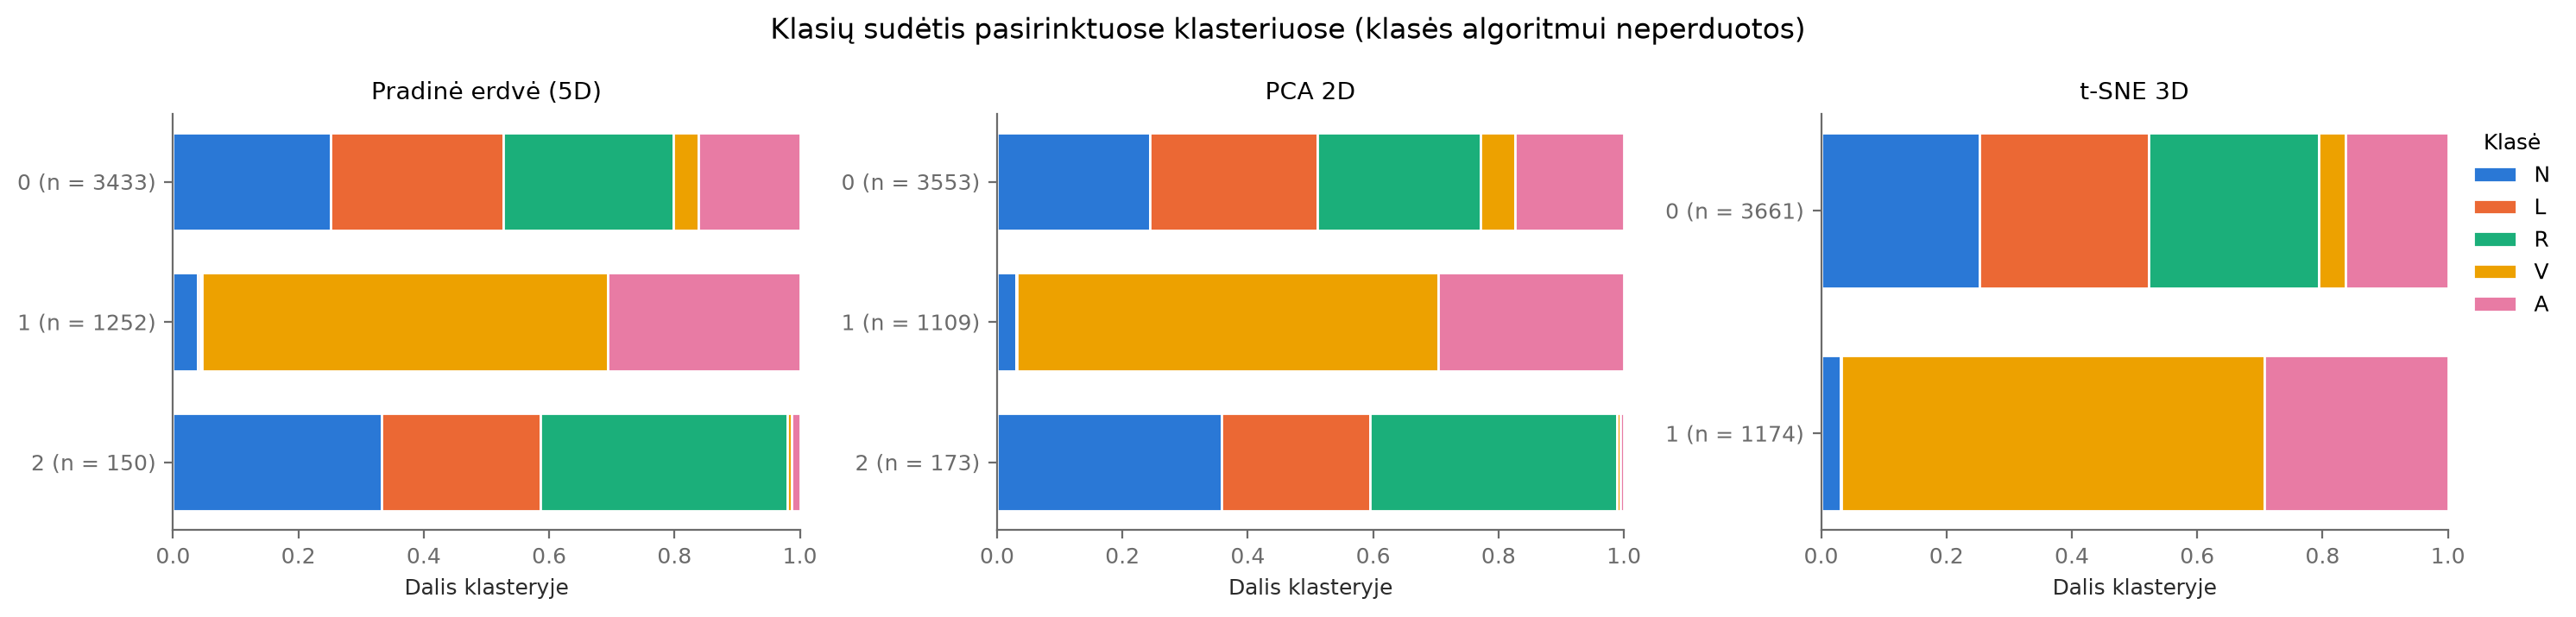 Klasių sudėtis pasirinktuose klasteriuose (klasės algoritmui neperduotos)
Pradinė erdvė (5D)
0 (n = 3433)
1 (n = 1252)
2 (n = 150)
0.0 0.2 0.4 0.6 0.8 1.0
Dalis klasteryje
PCA 2D
0 (n = 3553)
1 (n = 1109)
2 (n = 173)
0.0 0.2 0.4 0.6 0.8 1.0
Dalis klasteryje
t-SNE 3D
0 (n = 3661)
1 (n = 1174)
0.0 0.2 0.4 0.6 0.8 1.0
Dalis klasteryje
Klasė
N
L
R
V
A